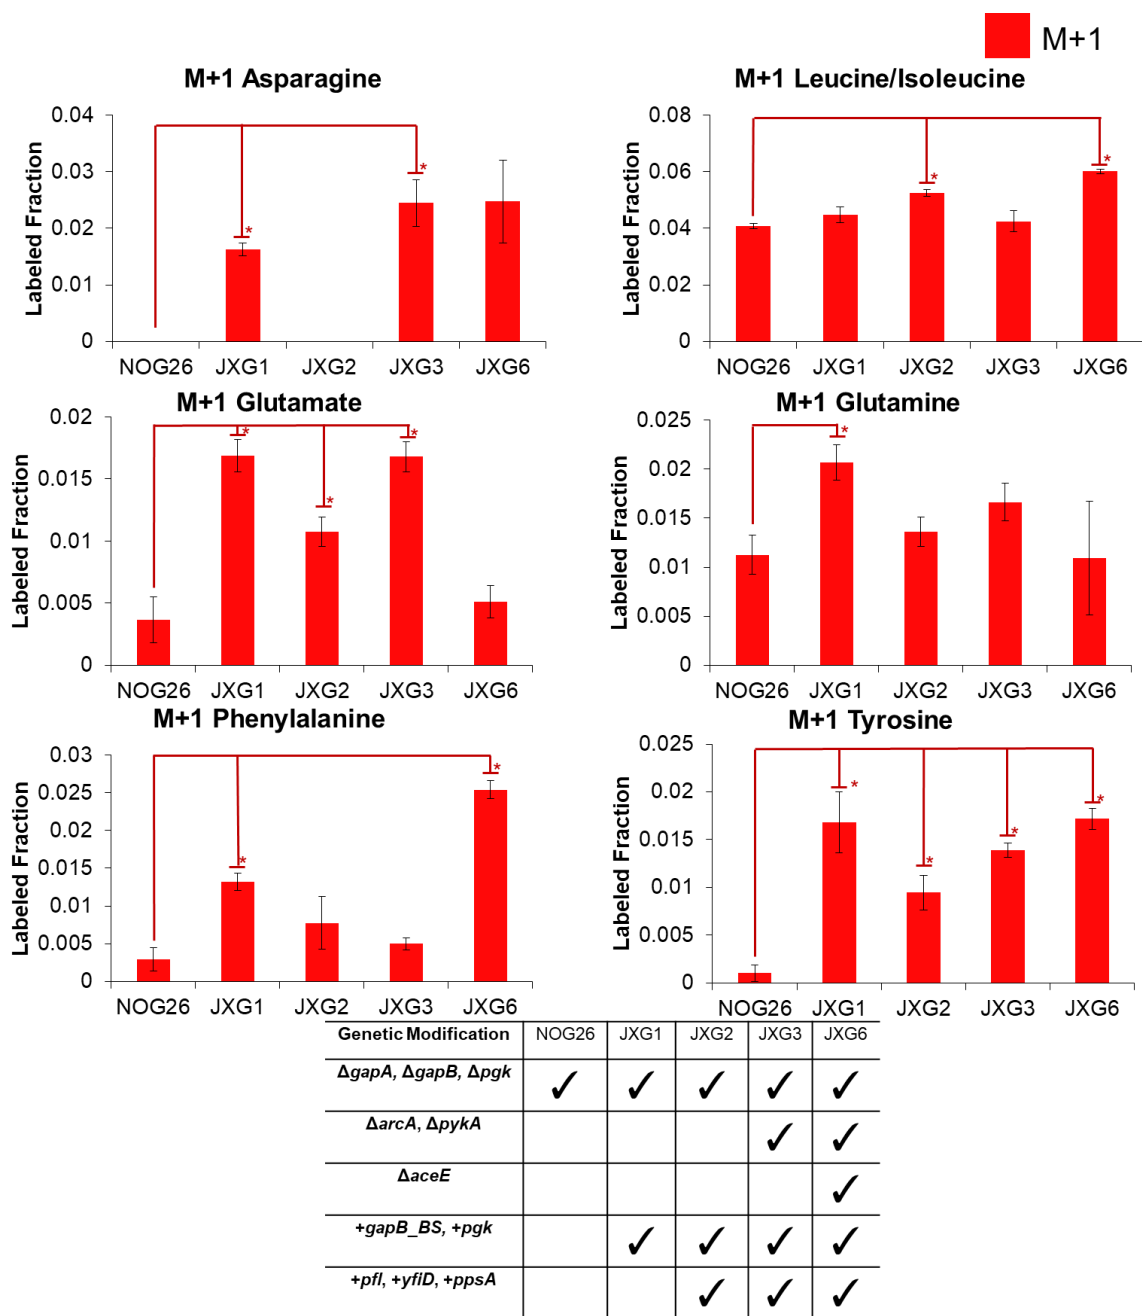 M+1
M+1 Asparagine
Labeled Fraction
0.04
0.03
0.02
0.01
0
* *
NOG26 JXG1 JXG2 JXG3 JXG6
M+1 Leucine/Isoleucine
Labeled Fraction
0.08
0.06
0.04
0.02
0
* *
NOG26 JXG1 JXG2 JXG3 JXG6
M+1 Glutamate
Labeled Fraction
0.02
0.015
0.01
0.005
0
* * *
NOG26 JXG1 JXG2 JXG3 JXG6
M+1 Glutamine
Labeled Fraction
0.025
0.02
0.015
0.01
0.005
0
*
NOG26 JXG1 JXG2 JXG3 JXG6
M+1 Phenylalanine
Labeled Fraction
0.03
0.025
0.02
0.015
0.01
0.005
0
* *
NOG26 JXG1 JXG2 JXG3 JXG6
M+1 Tyrosine
Labeled Fraction
0.025
0.02
0.015
0.01
0.005
0
* * * *
NOG26 JXG1 JXG2 JXG3 JXG6
Genetic Modification NOG26 JXG1 JXG2 JXG3 JXG6
ΔgapA, ΔgapB, Δpgk ✓ ✓ ✓ ✓ ✓
ΔarcA, ΔpykA ✓ ✓
ΔaceE ✓
+gapB_BS, +pgk ✓ ✓ ✓ ✓
+pfl, +yfiD, +ppsA ✓ ✓ ✓